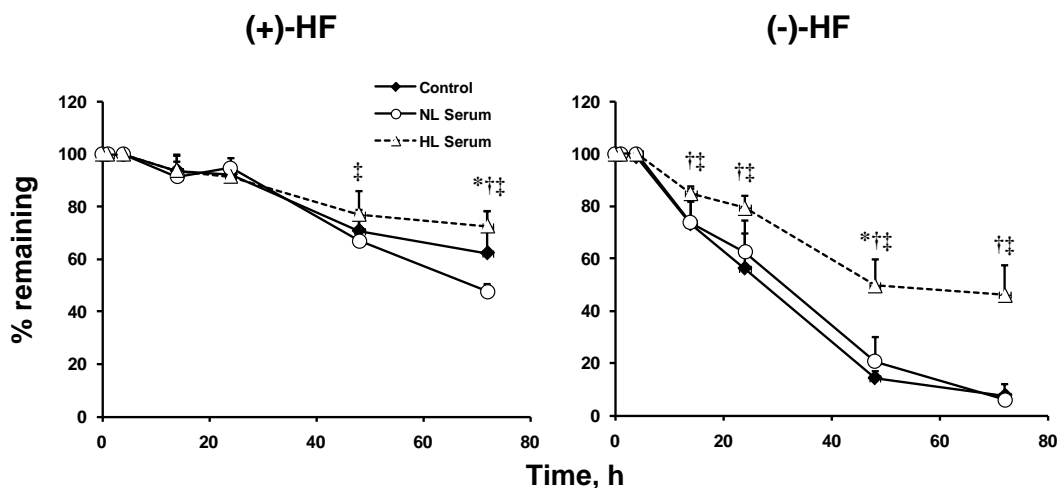 (+)-HF
(-)-HF
Control
NL Serum
HL Serum
% remaining
120
100
80
60
40
20
0
0 20 40 60 80
‡
*†‡
120
100
80
60
40
20
0
0 20 40 60 80
†‡
†‡
*†‡
†‡
Time, h